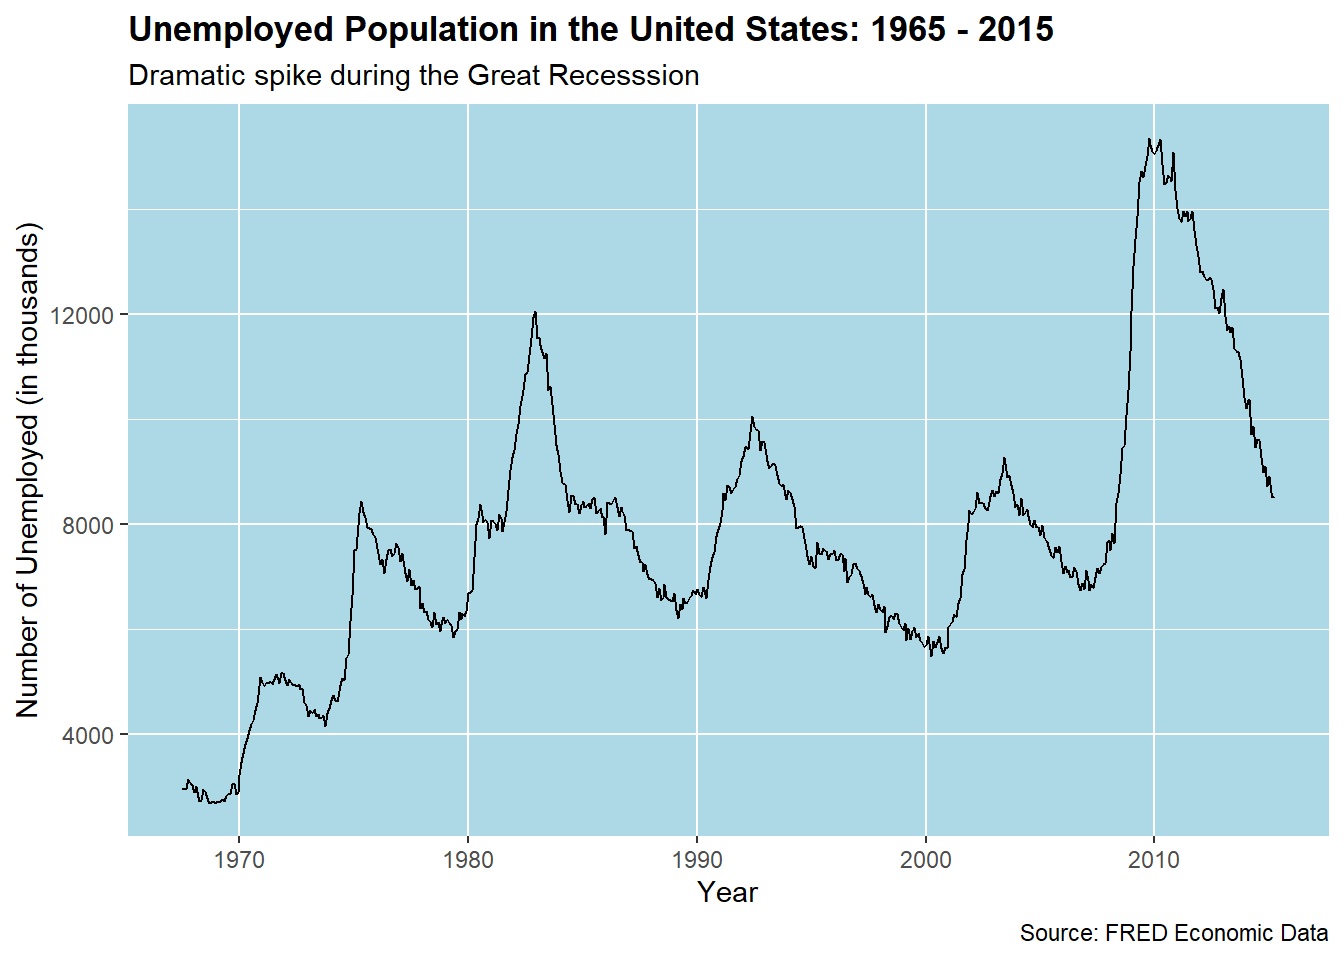 Unemployed Population in the United States: 1965 - 2015
Dramatic spike during the Great Recesssion
Number of Unemployed (in thousands)
12000
8000
4000
1970 1980 1990 2000 2010
Year
Source: FRED Economic Data